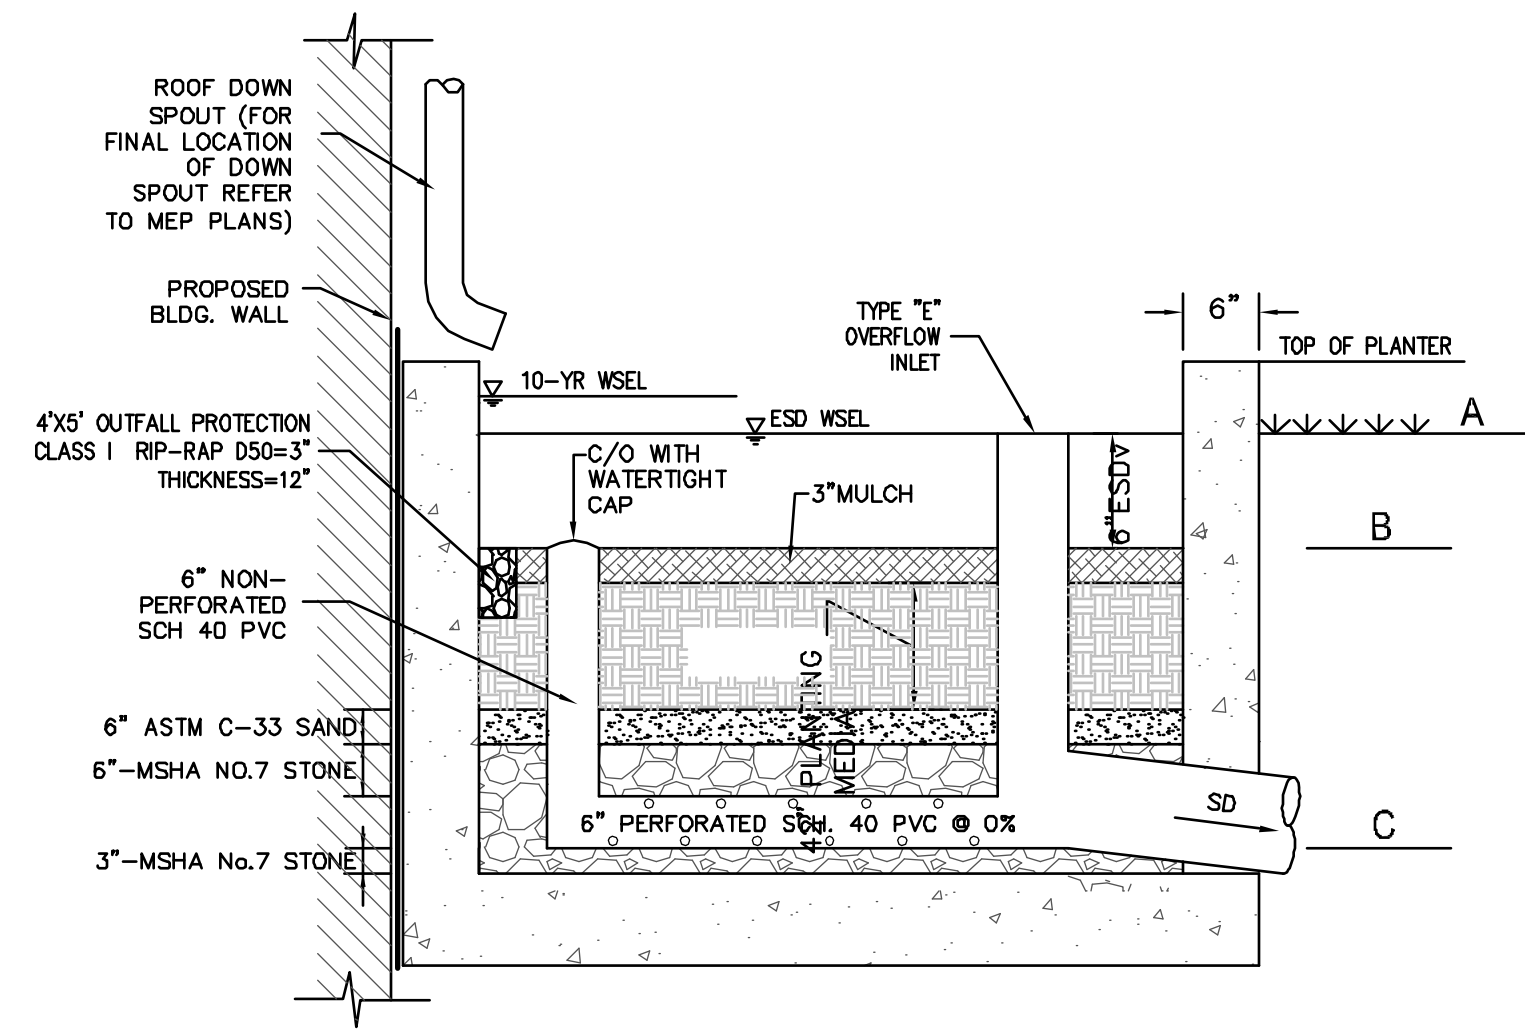 ROOF DOWN
SPOUT (FOR
FINAL LOCATION
OF DOWN
SPOUT REFER
TO MEP PLANS)
PROPOSED
BLDG. WALL
TYPE "E"
OVERFLOW
INLET
6"
TOP OF PLANTER
10-YR WSEL
ESD WSEL
A
4'X5' OUTFALL PROTECTION
CLASS I RIP-RAP D50=3"
THICKNESS=12"
C/O WITH
WATERTIGHT
CAP
3"MULCH
6"ESDv
B
6" NON-
PERFORATED
SCH 40 PVC
42" PLANTING
MEDIA
6" ASTM C-33 SAND
6"-MSHA NO.7 STONE
SD
6" PERFORATED SCH. 40 PVC @ 0%
C
3"-MSHA No.7 STONE